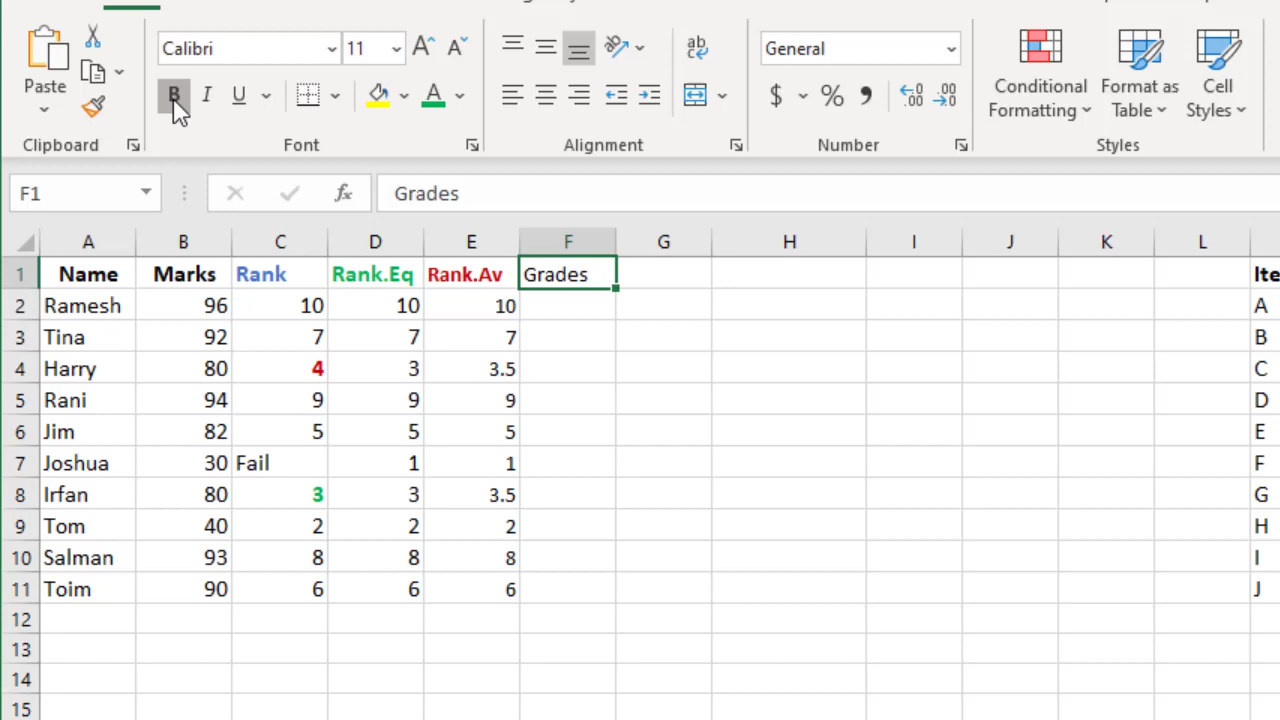 Calibri 11 ab General
Paste B I U A $ % Conditional Format as Cell
Formatting Table Styles
Clipboard Font Alignment Number Styles
F1 fx Grades
A B C D E F G H I J K L
1 Name Marks Rank Rank.Eq Rank.Av Grades Ite
2 Ramesh 96 10 10 10 A
3 Tina 92 7 7 7 B
4 Harry 80 4 3 3.5 C
5 Rani 94 9 9 9 D
6 Jim 82 5 5 5 E
7 Joshua 30 Fail 1 1 F
8 Irfan 80 3 3 3.5 G
9 Tom 40 2 2 2 H
10 Salman 93 8 8 8 I
11 Toim 90 6 6 6 J
12
13
14
15